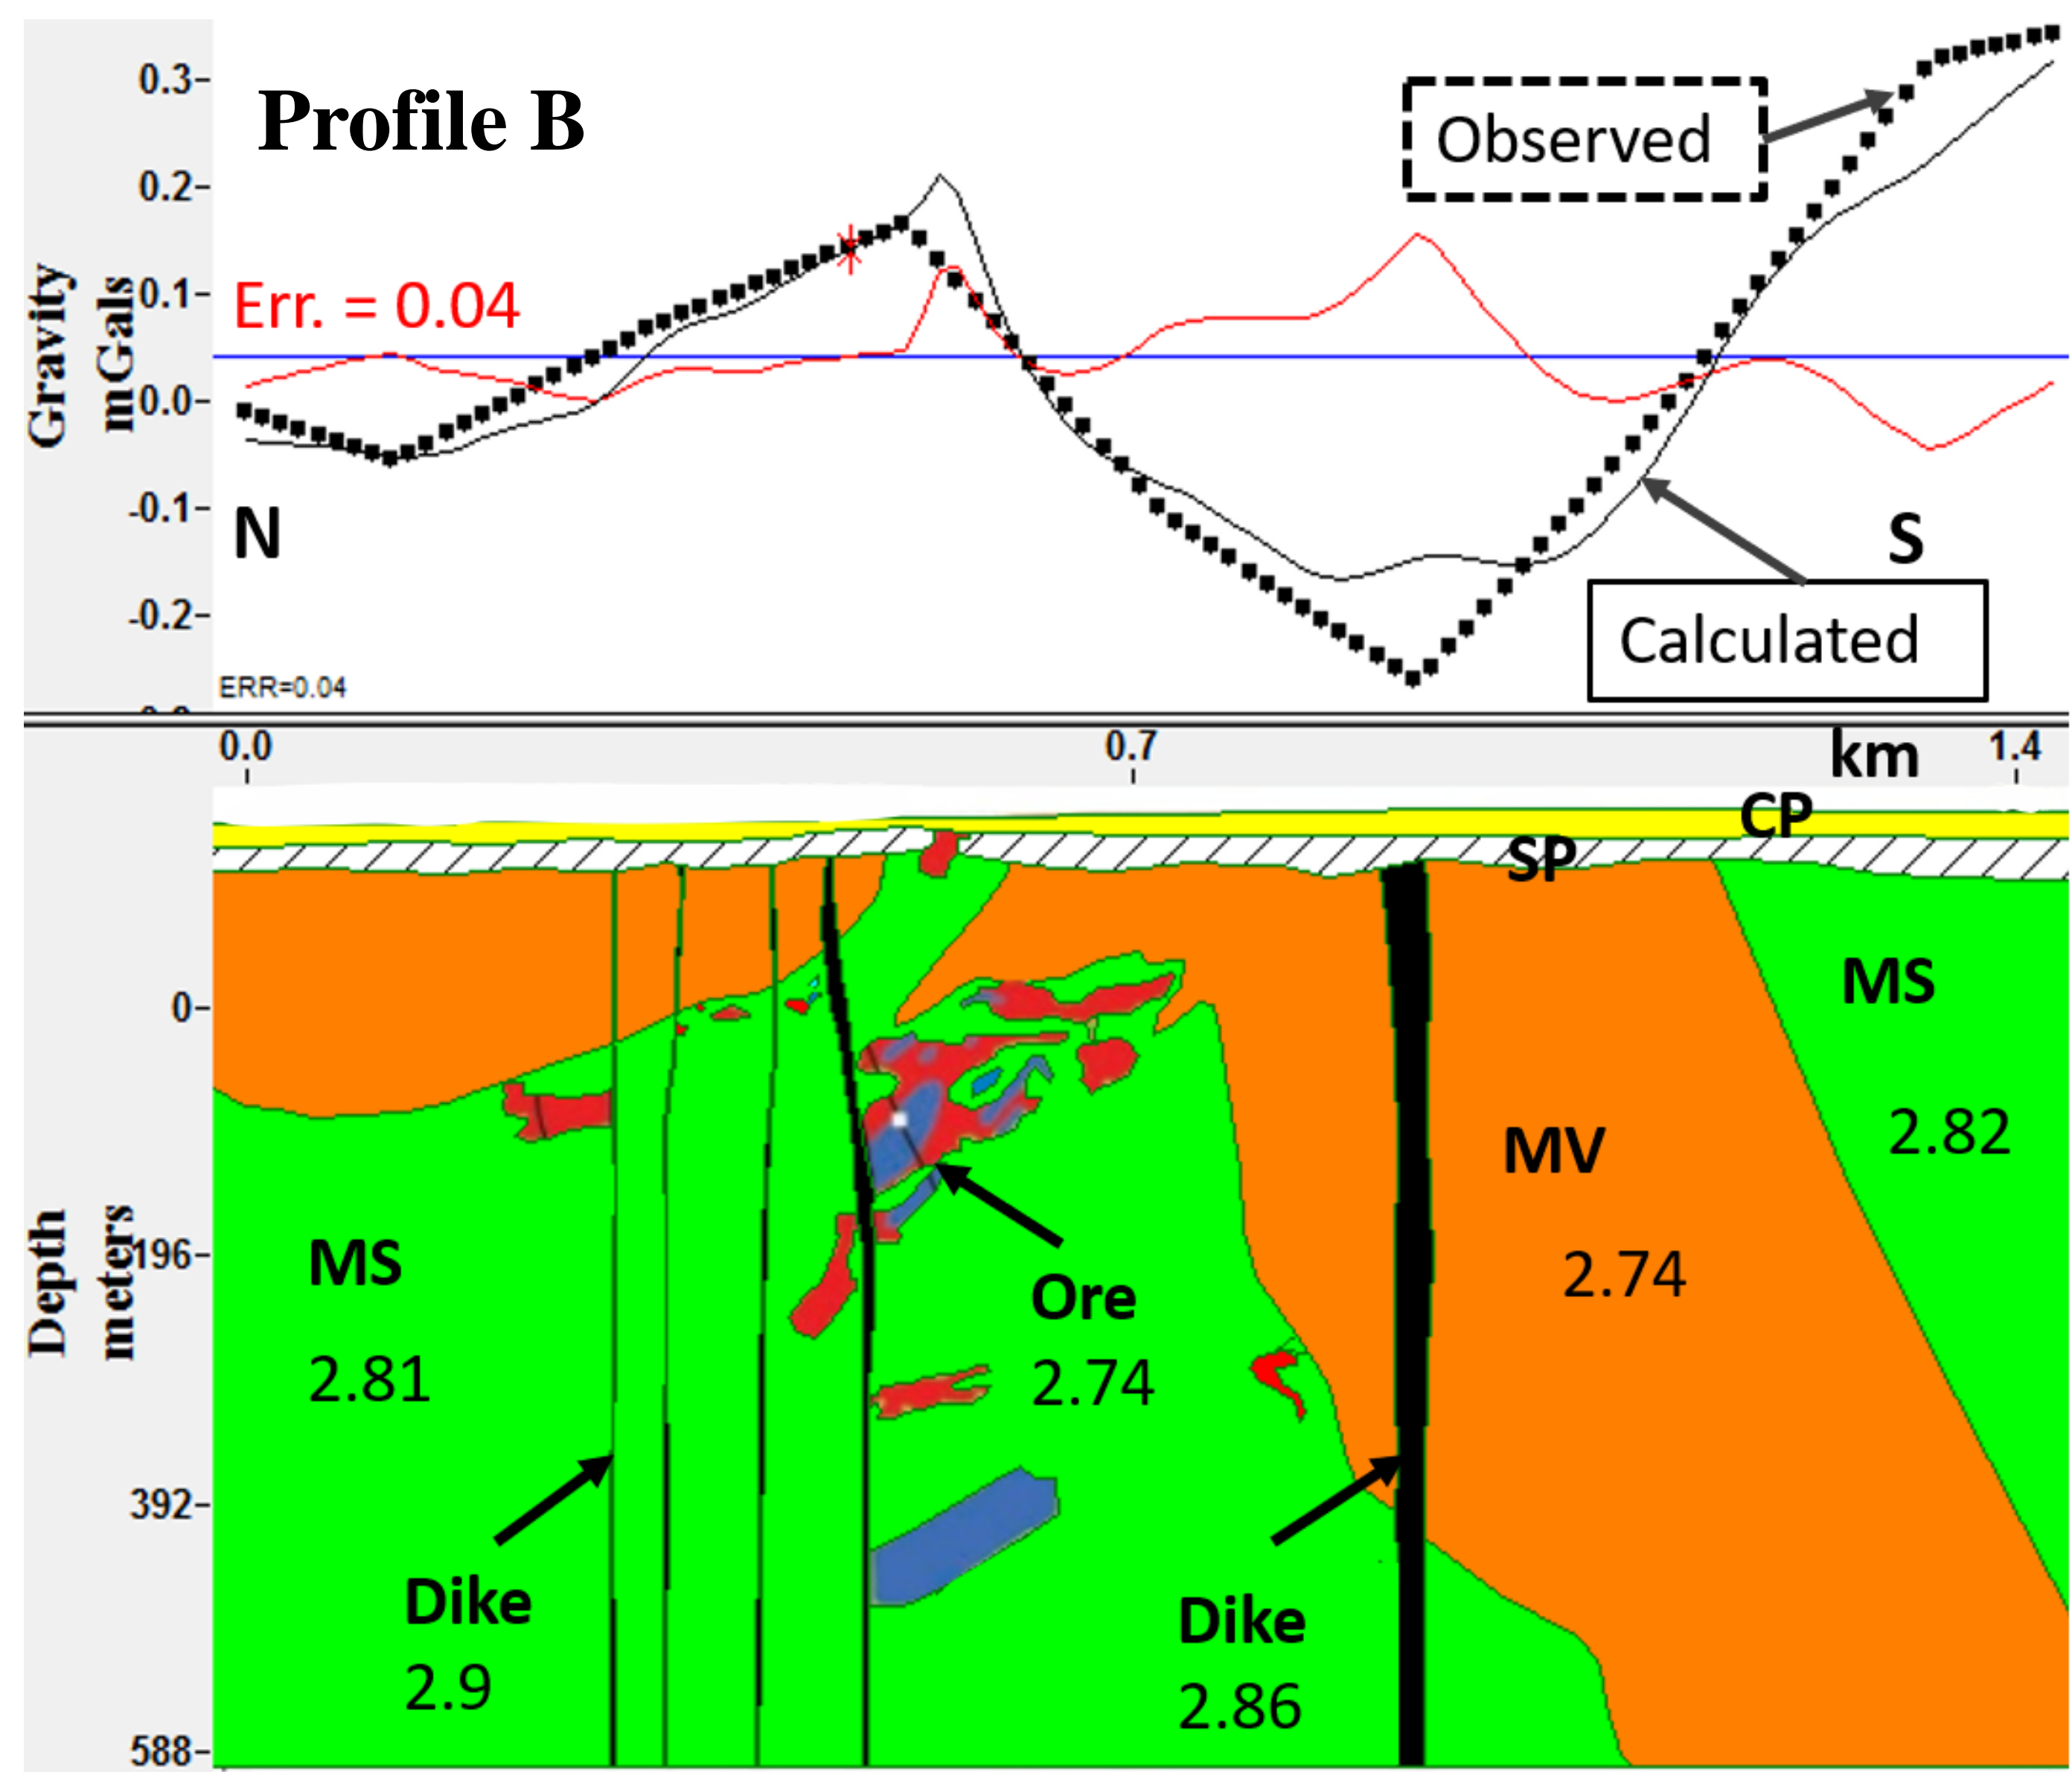 Profile B
Observed
0.3
0.2
0.1
0.0
-0.1
-0.2
Gravity
mGals
Err. = 0.04
N
S
Calculated
ERR=0.04
0.0
0.7
1.4
km
CP
SP
0
196
392
588
Depth
meters
MS
2.82
MV
2.74
MS
2.81
Ore
2.74
Dike
2.9
Dike
2.86